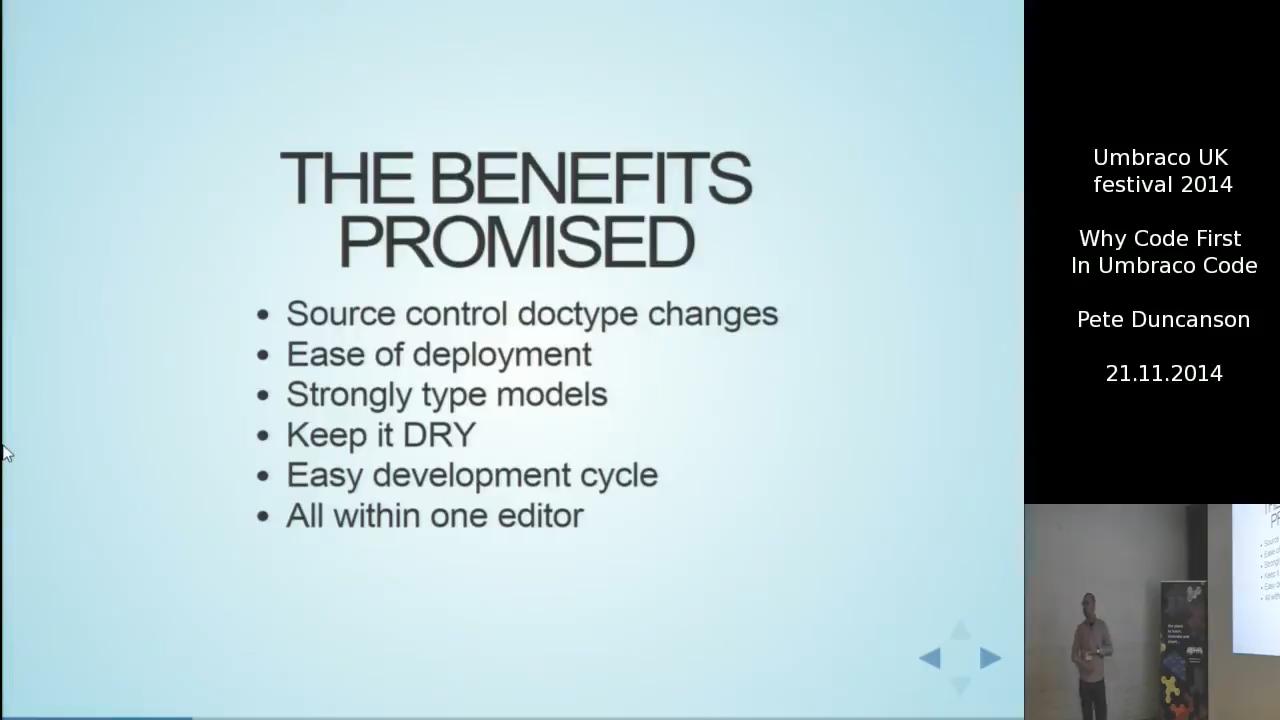 THE BENEFITS
PROMISED
• Source control doctype changes
• Ease of deployment
• Strongly type models
• Keep it DRY
• Easy development cycle
• All within one editor
Umbraco UK
festival 2014
Why Code First
In Umbraco Code
Pete Duncanson
21.11.2014